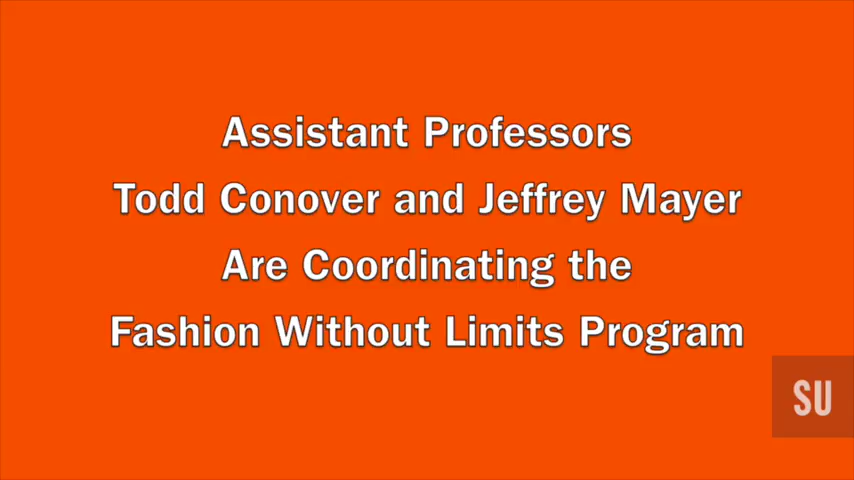 Assistant Professors
Todd Conover and Jeffrey Mayer
Are Coordinating the
Fashion Without Limits Program
SU